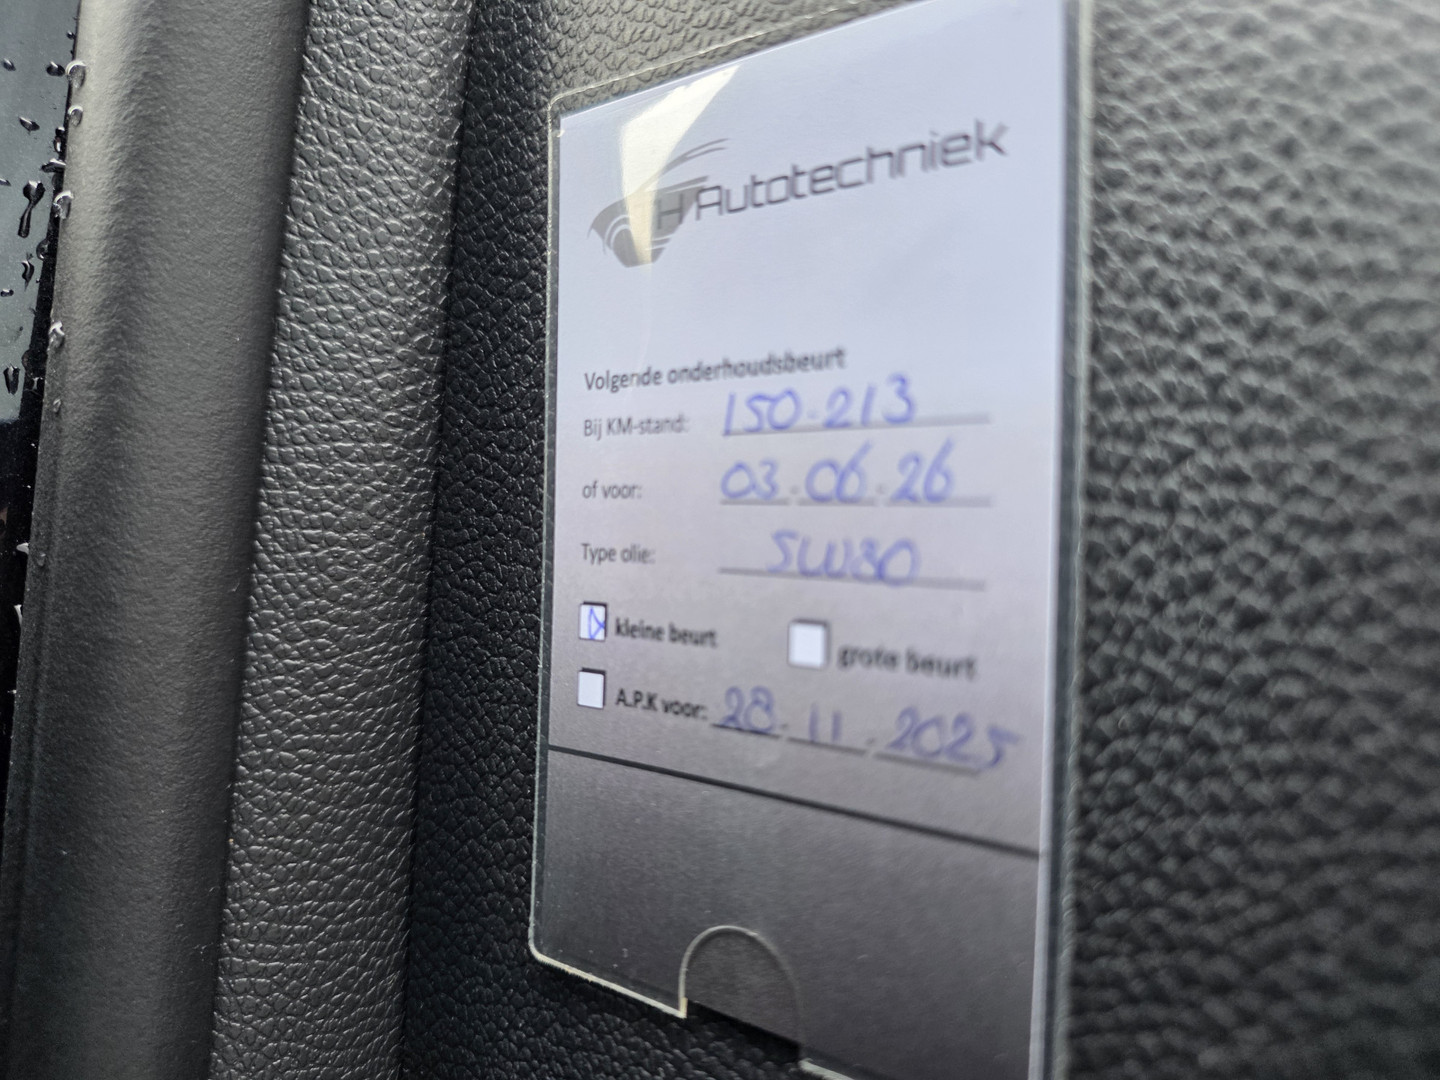 H Autotechniek
Volgende onderhoudsbeurt
Bij KM-stand: 150.213
of voor: 03.06.26
Type olie: 5W30
kleine beurt grote beurt
A.P.K voor: 28.11.2025